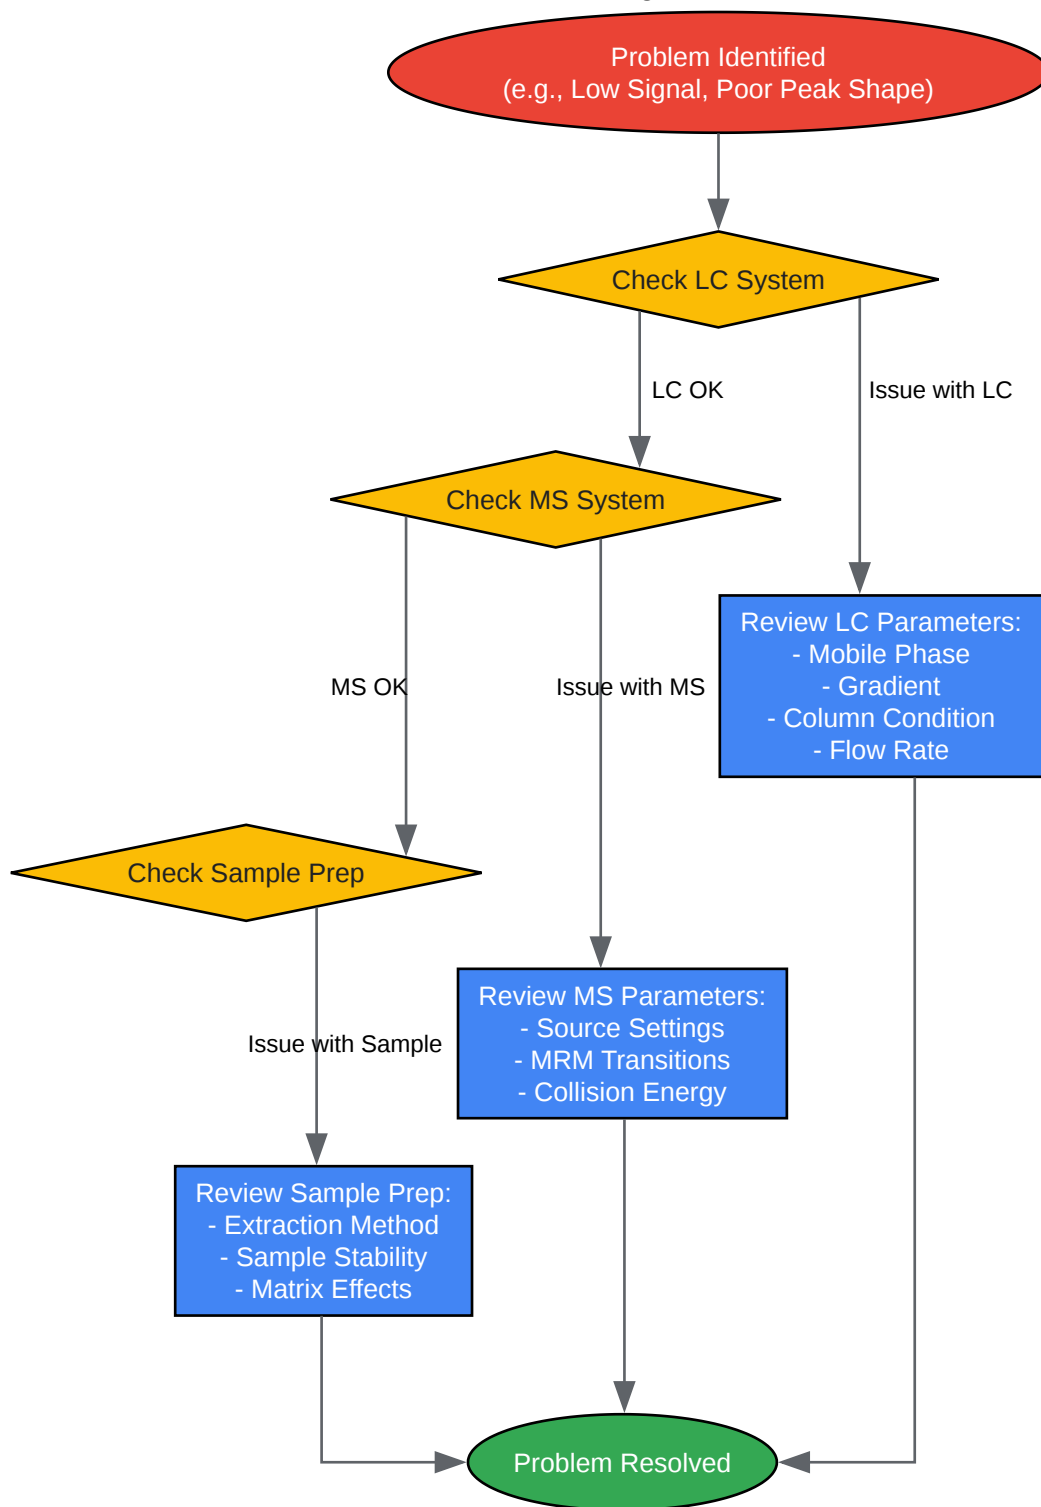 Problem Identified
(e.g., Low Signal, Poor Peak Shape)
Check LC System
LC OK
Issue with LC
Check MS System
Review LC Parameters:
- Mobile Phase
- Gradient
- Column Condition
- Flow Rate
MS OK
Issue with MS
Check Sample Prep
Review MS Parameters:
- Source Settings
- MRM Transitions
- Collision Energy
Issue with Sample
Review Sample Prep:
- Extraction Method
- Sample Stability
- Matrix Effects
Problem Resolved